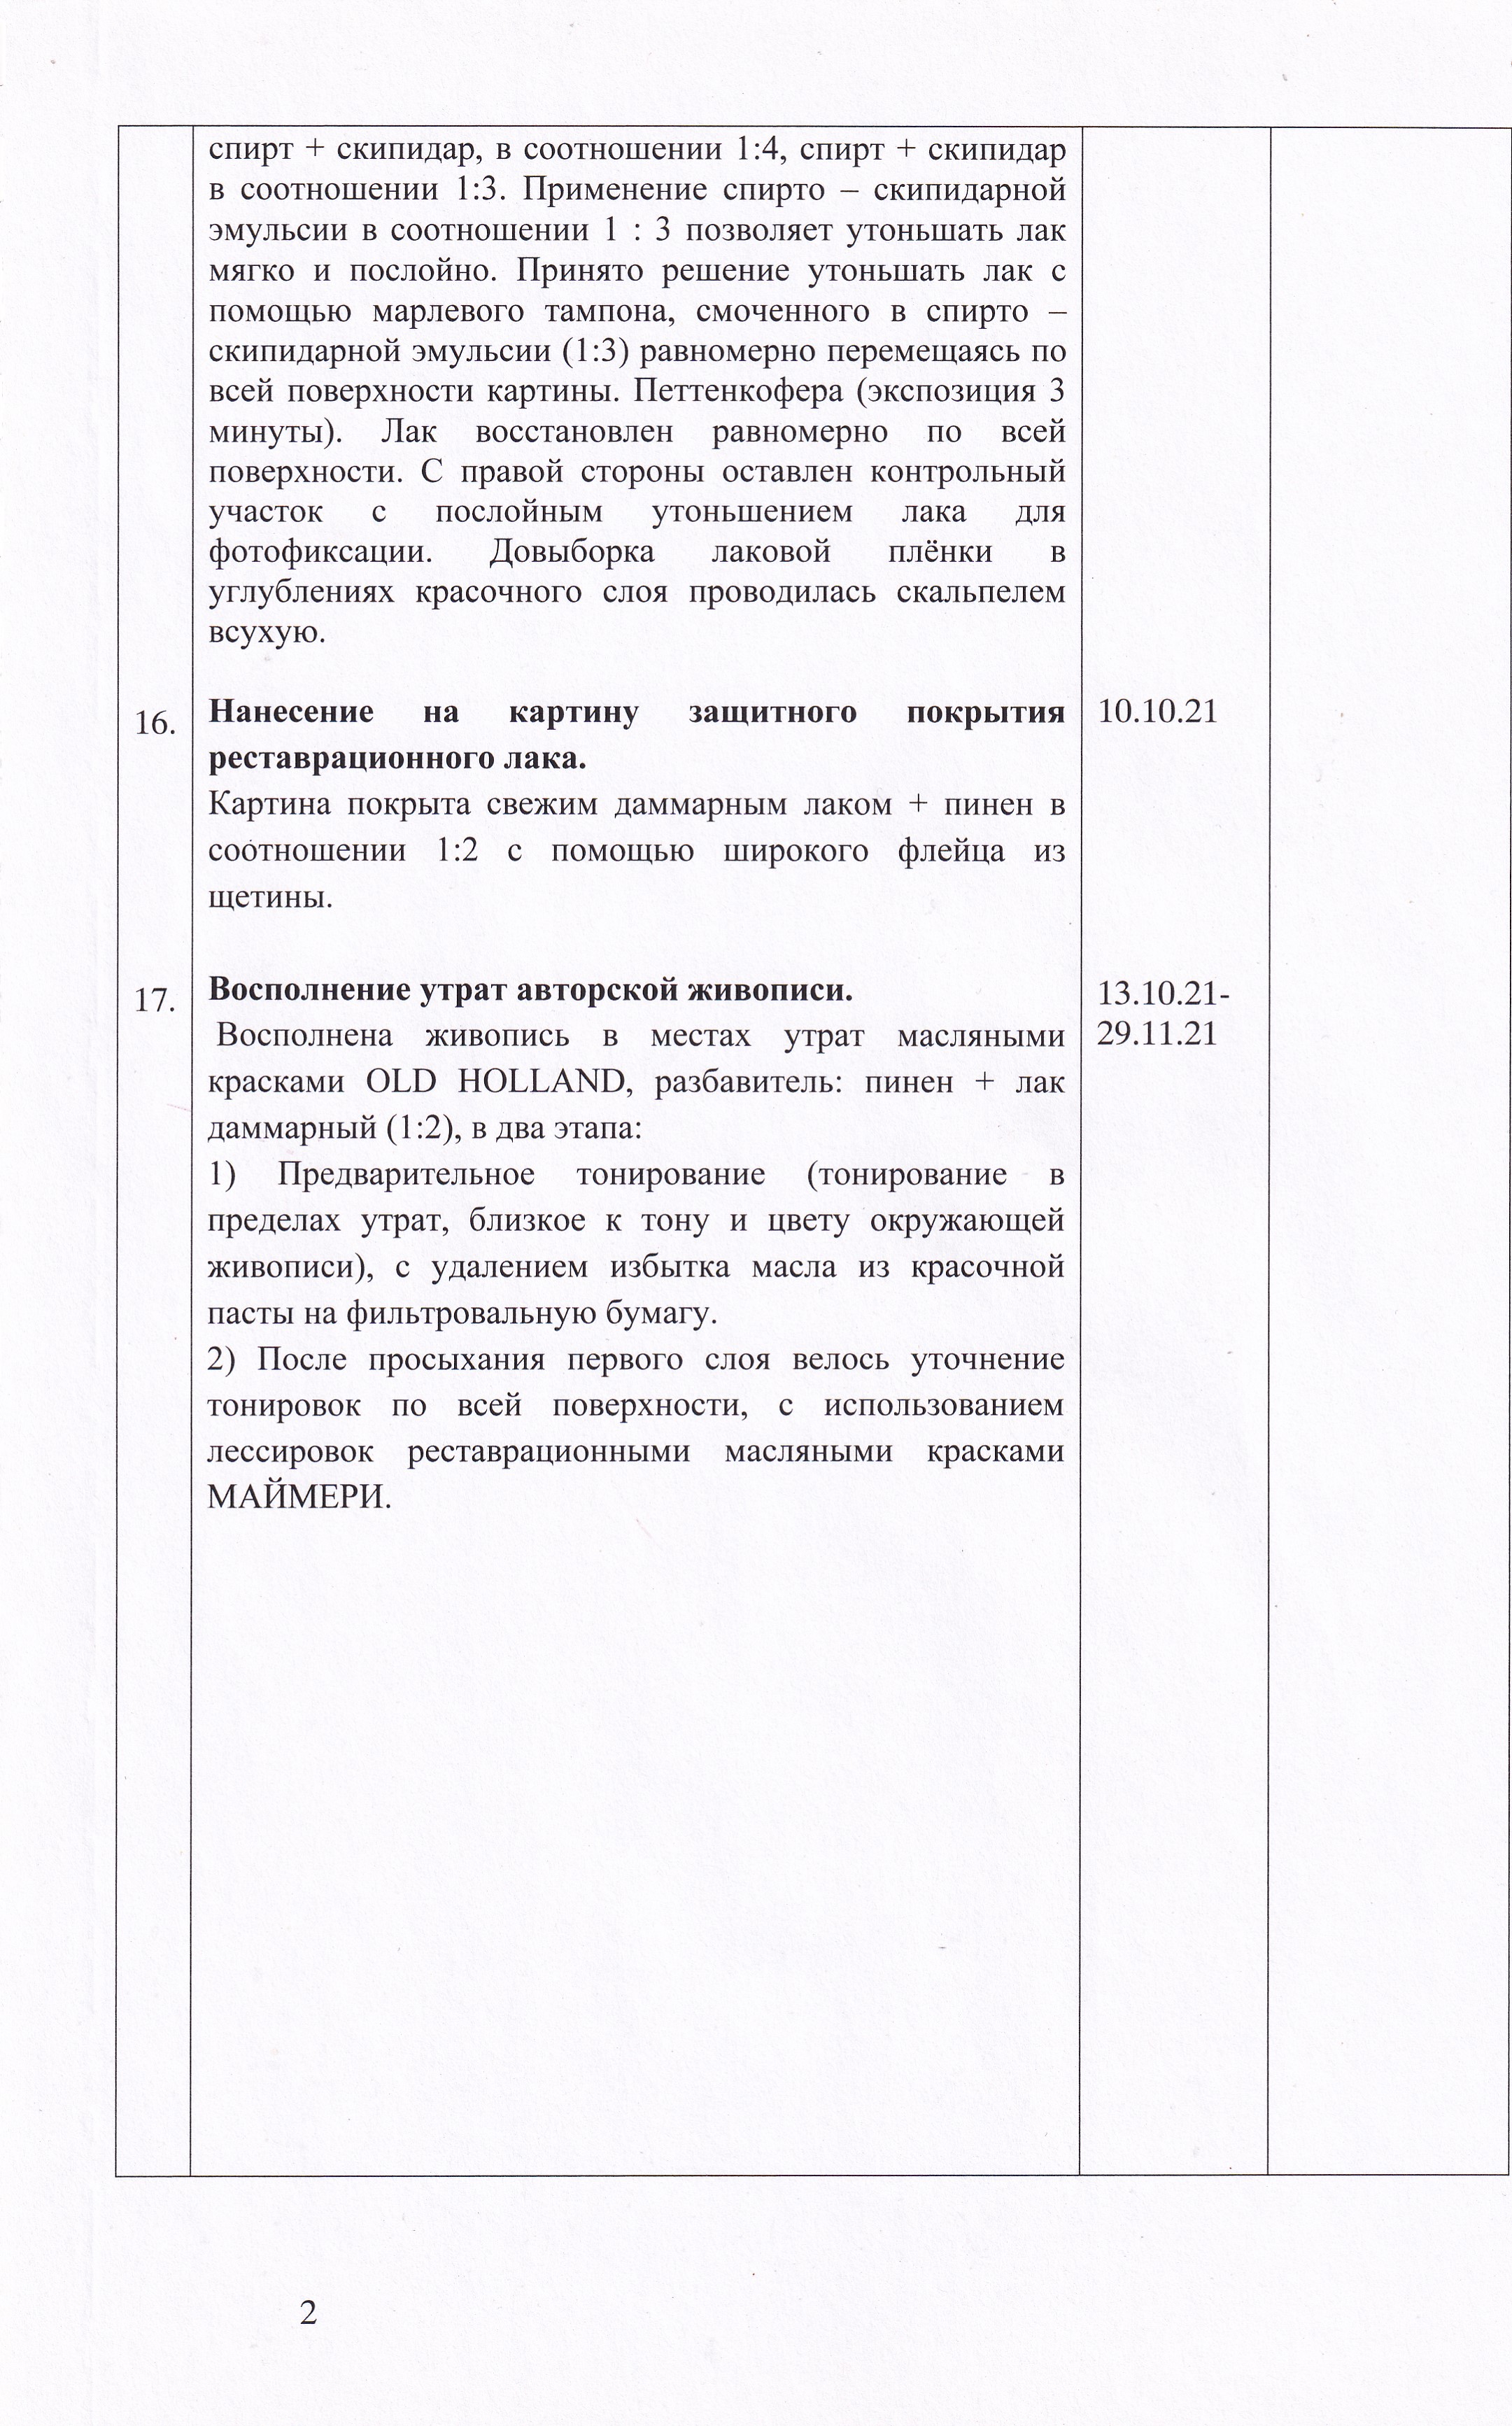 спирт + скипидар, в соотношении 1:4, спирт + скипидар
в соотношении 1:3. Применение спирто – скипидарной
эмульсии в соотношении 1 : 3 позволяет утоньшать лак
мягко и послойно. Принято решение утоньшать лак с
помощью марлевого тампона, смоченного в спирто –
скипидарной эмульсии (1:3) равномерно перемещаясь по
всей поверхности картины. Петтенкофера (экспозиция 3
минуты). Лак восстановлен равномерно по всей
поверхности. С правой стороны оставлен контрольный
участок с послойным утоньшением лака для
фотофиксации. Довыборка лаковой плёнки в
углублениях красочного слоя проводилась скальпелем
всухую.
16. Нанесение на картину защитного покрытия 10.10.21
реставрационного лака.
Картина покрыта свежим даммарным лаком + пинен в
соотношении 1:2 с помощью широкого флейца из
щетины.
17. Восполнение утрат авторской живописи. 13.10.21-
Восполнена живопись в местах утрат масляными 29.11.21
красками OLD HOLLAND, разбавитель: пинен + лак
даммарный (1:2), в два этапа:
1) Предварительное тонирование (тонирование в
пределах утрат, близкое к тону и цвету окружающей
живописи), с удалением избытка масла из красочной
пасты на фильтровальную бумагу.
2) После просыхания первого слоя велось уточнение
тонировок по всей поверхности, с использованием
лессировок реставрационными масляными красками
МАЙМЕРИ.
2